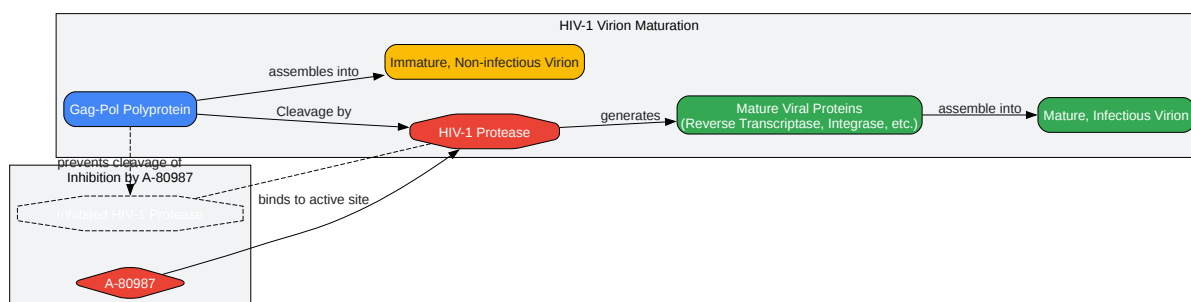 HIV-1 Virion Maturation
Immature, Non-infectious Virion
assembles into
Gag-Pol Polyprotein
Cleavage by
HIV-1 Protease
generates
Mature Viral Proteins
(Reverse Transcriptase, Integrase, etc.)
assemble into
Mature, Infectious Virion
prevents cleavage of
Inhibition by A-80987
Inhibited HIV-1 Protease
binds to active site
A-80987